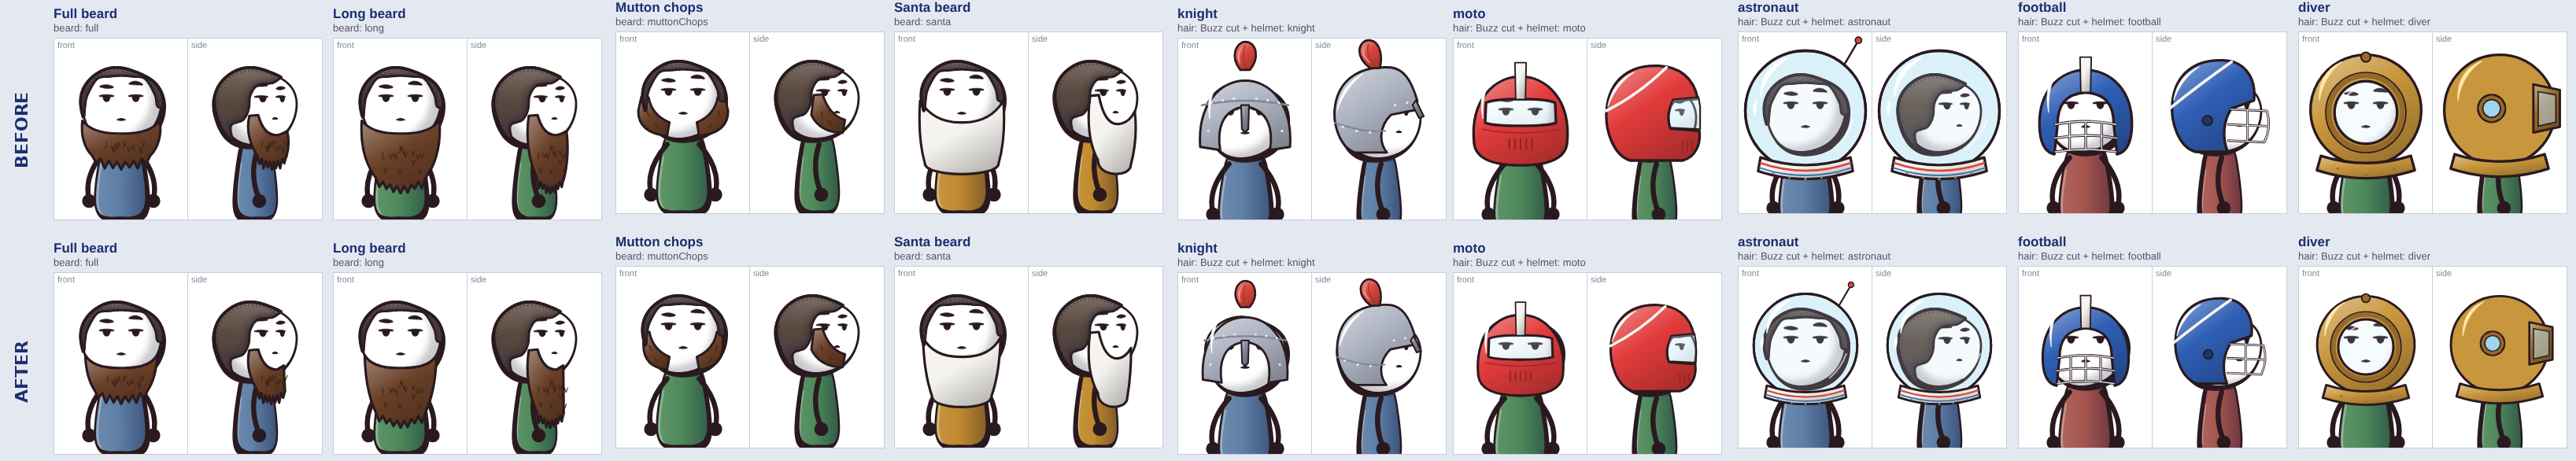 BEFORE
Full beard
beard: full
front
side
Long beard
beard: long
front
side
Mutton chops
beard: muttonChops
front
side
Santa beard
beard: santa
front
side
knight
hair: Buzz cut + helmet: knight
front
side
moto
hair: Buzz cut + helmet: moto
front
side
astronaut
hair: Buzz cut + helmet: astronaut
front
side
football
hair: Buzz cut + helmet: football
front
side
diver
hair: Buzz cut + helmet: diver
front
side
AFTER
Full beard
beard: full
front
side
Long beard
beard: long
front
side
Mutton chops
beard: muttonChops
front
side
Santa beard
beard: santa
front
side
knight
hair: Buzz cut + helmet: knight
front
side
moto
hair: Buzz cut + helmet: moto
front
side
astronaut
hair: Buzz cut + helmet: astronaut
front
side
football
hair: Buzz cut + helmet: football
front
side
diver
hair: Buzz cut + helmet: diver
front
side